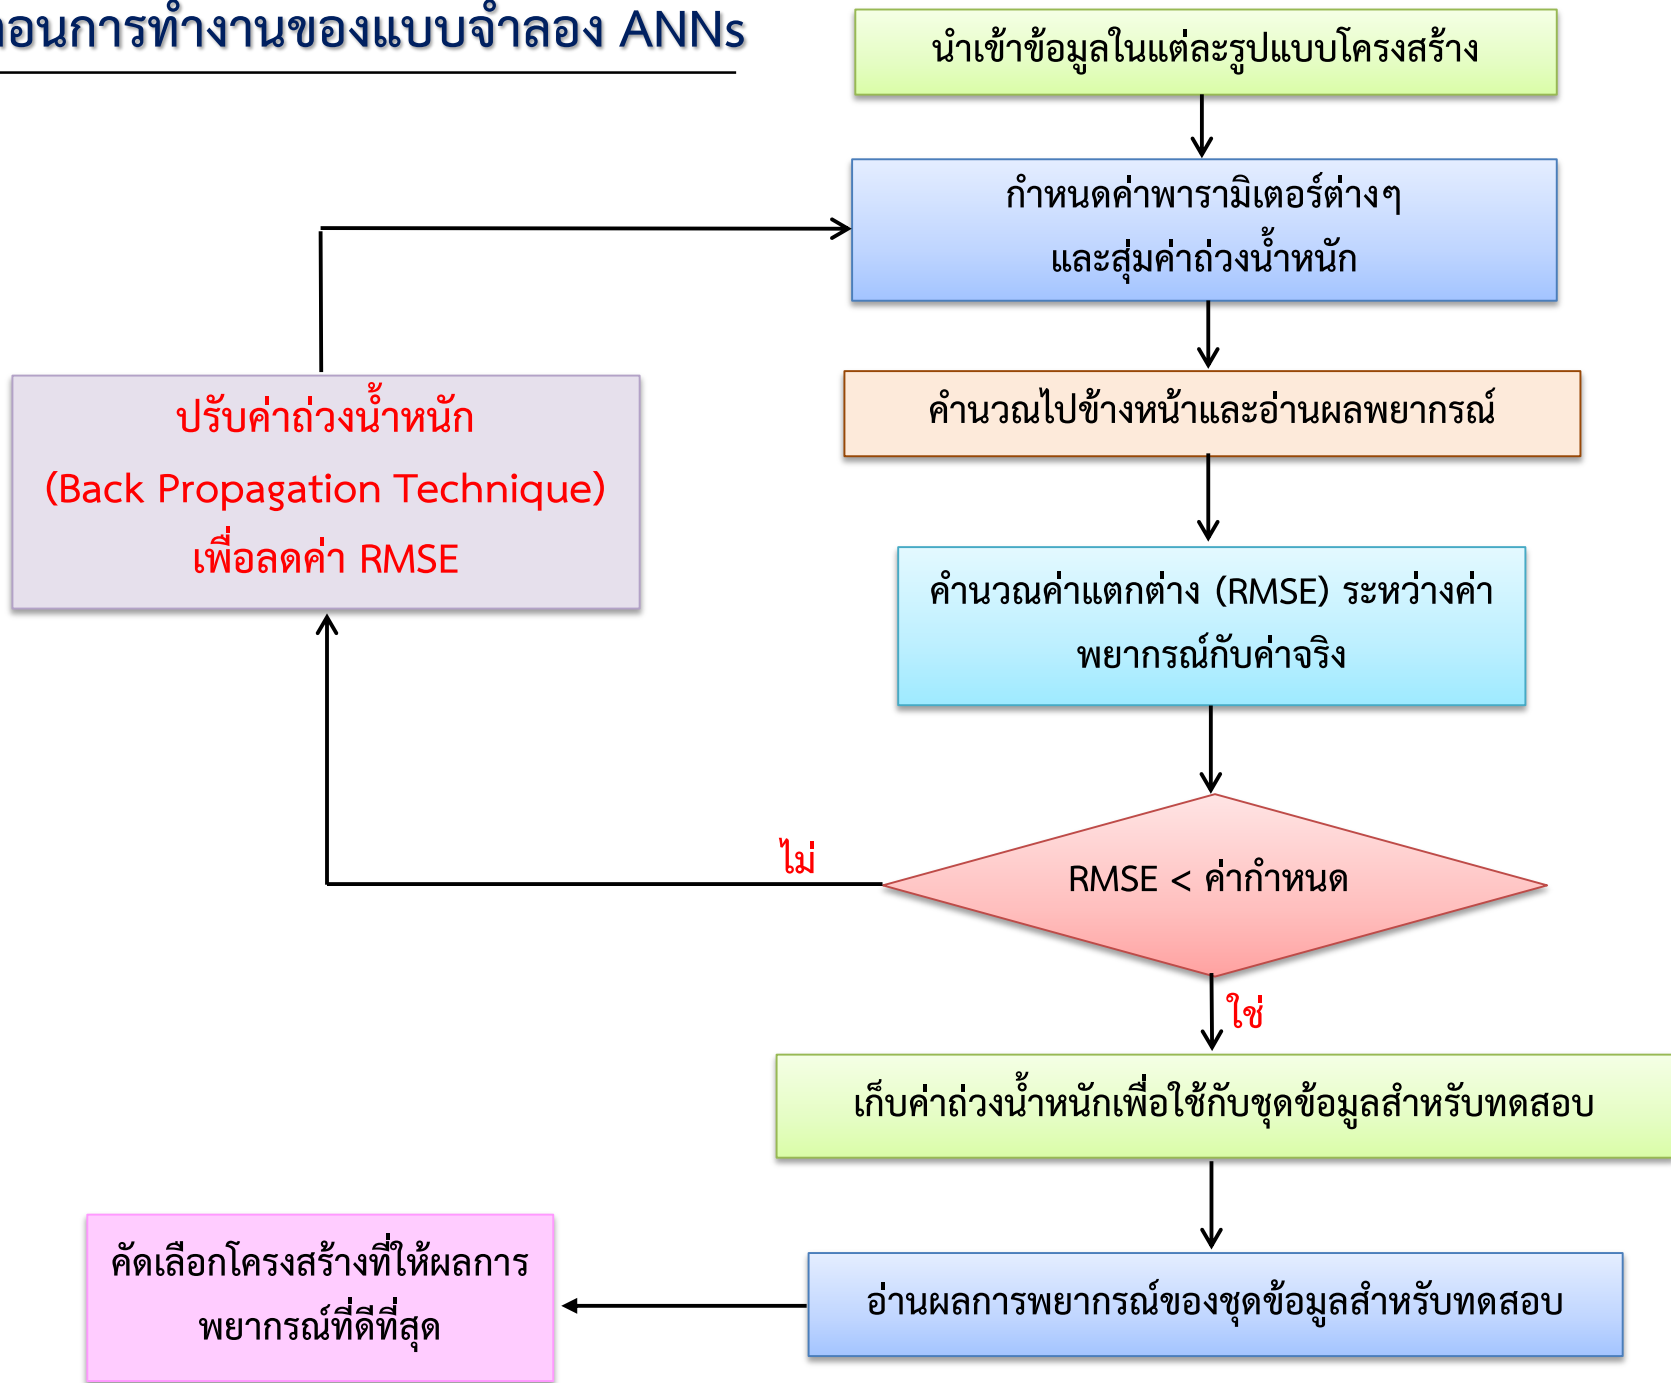 อนการทำงานของแบบจำลอง ANNs
นำเข้าข้อมูลในแต่ละรูปแบบโครงสร้าง
กำหนดค่าพารามิเตอร์ต่างๆ
และสุ่มค่าถ่วงน้ำหนัก
คำนวณไปข้างหน้าและอ่านผลพยากรณ์
ปรับค่าถ่วงน้ำหนัก
(Back Propagation Technique)
เพื่อลดค่า RMSE
คำนวณค่าแตกต่าง (RMSE) ระหว่างค่า
พยากรณ์กับค่าจริง
ไม่
RMSE < ค่ากำหนด
ใช่
เก็บค่าถ่วงน้ำหนักเพื่อใช้กับชุดข้อมูลสำหรับทดสอบ
อ่านผลการพยากรณ์ของชุดข้อมูลสำหรับทดสอบ
คัดเลือกโครงสร้างที่ให้ผลการ
พยากรณ์ที่ดีที่สุด